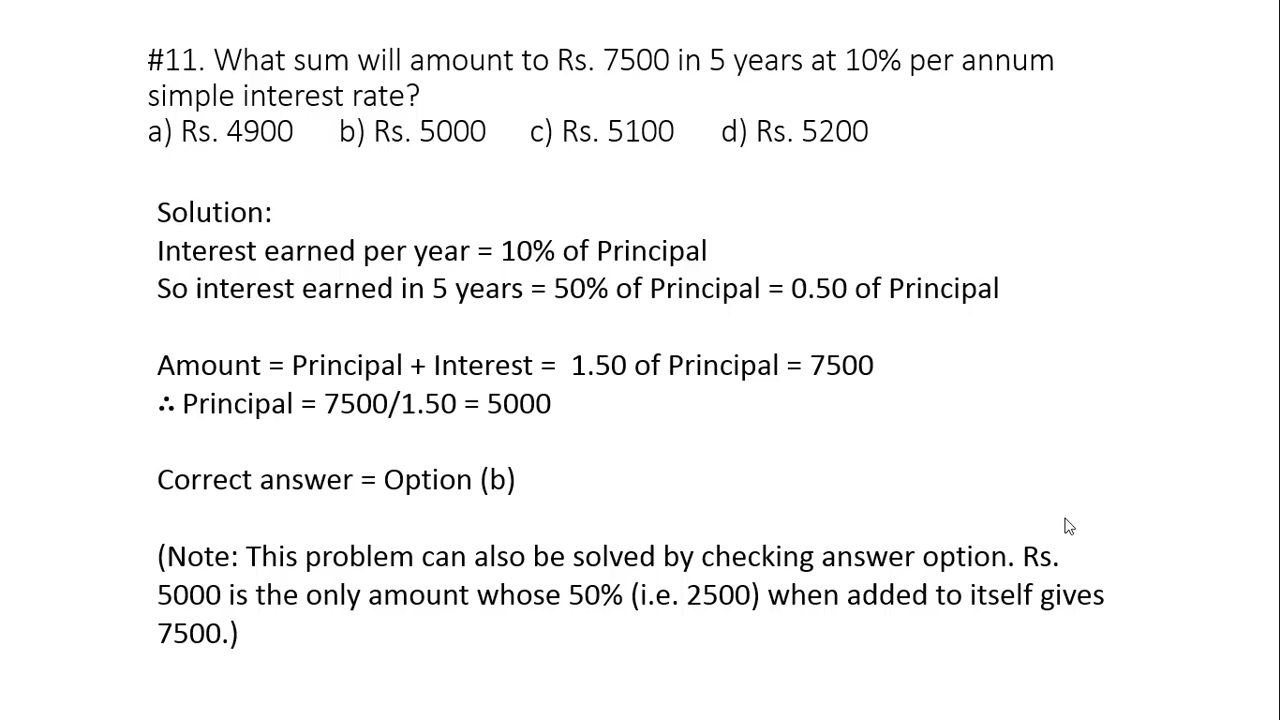 #11. What sum will amount to Rs. 7500 in 5 years at 10% per annum
simple interest rate?
a) Rs. 4900 b) Rs. 5000 c) Rs. 5100 d) Rs. 5200
Solution:
Interest earned per year = 10% of Principal
So interest earned in 5 years = 50% of Principal = 0.50 of Principal
Amount = Principal + Interest = 1.50 of Principal = 7500
∴ Principal = 7500/1.50 = 5000
Correct answer = Option (b)
(Note: This problem can also be solved by checking answer option. Rs.
5000 is the only amount whose 50% (i.e. 2500) when added to itself gives
7500.)